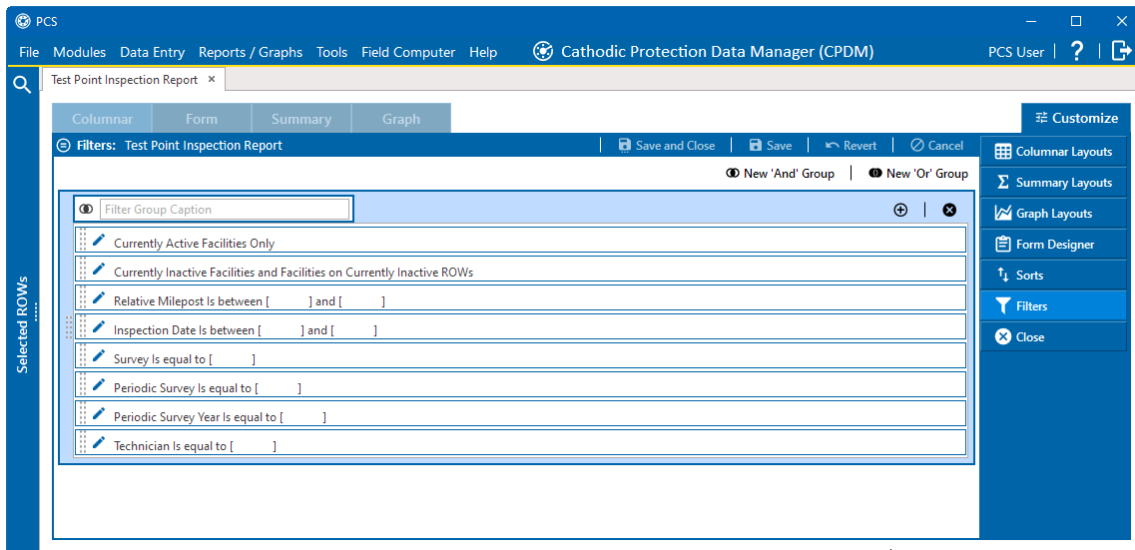 PCS
File Modules Data Entry Reports / Graphs Tools Field Computer Help Cathodic Protection Data Manager (CPDM) PCS User | ? |
Test Point Inspection Report ×
Columnar Form Summary Graph
Customize
Filters: Test Point Inspection Report | Save and Close | Save | Revert | Cancel
New 'And' Group | New 'Or' Group
Filter Group Caption
Currently Active Facilities Only
Currently Inactive Facilities and Facilities on Currently Inactive ROWs
Relative Milepost Is between [ ] and [ ]
Inspection Date Is between [ ] and [ ]
Survey Is equal to [ ]
Periodic Survey Is equal to [ ]
Periodic Survey Year Is equal to [ ]
Technician Is equal to [ ]
Columnar Layouts
Summary Layouts
Graph Layouts
Form Designer
Sorts
Filters
Close
Selected ROWs